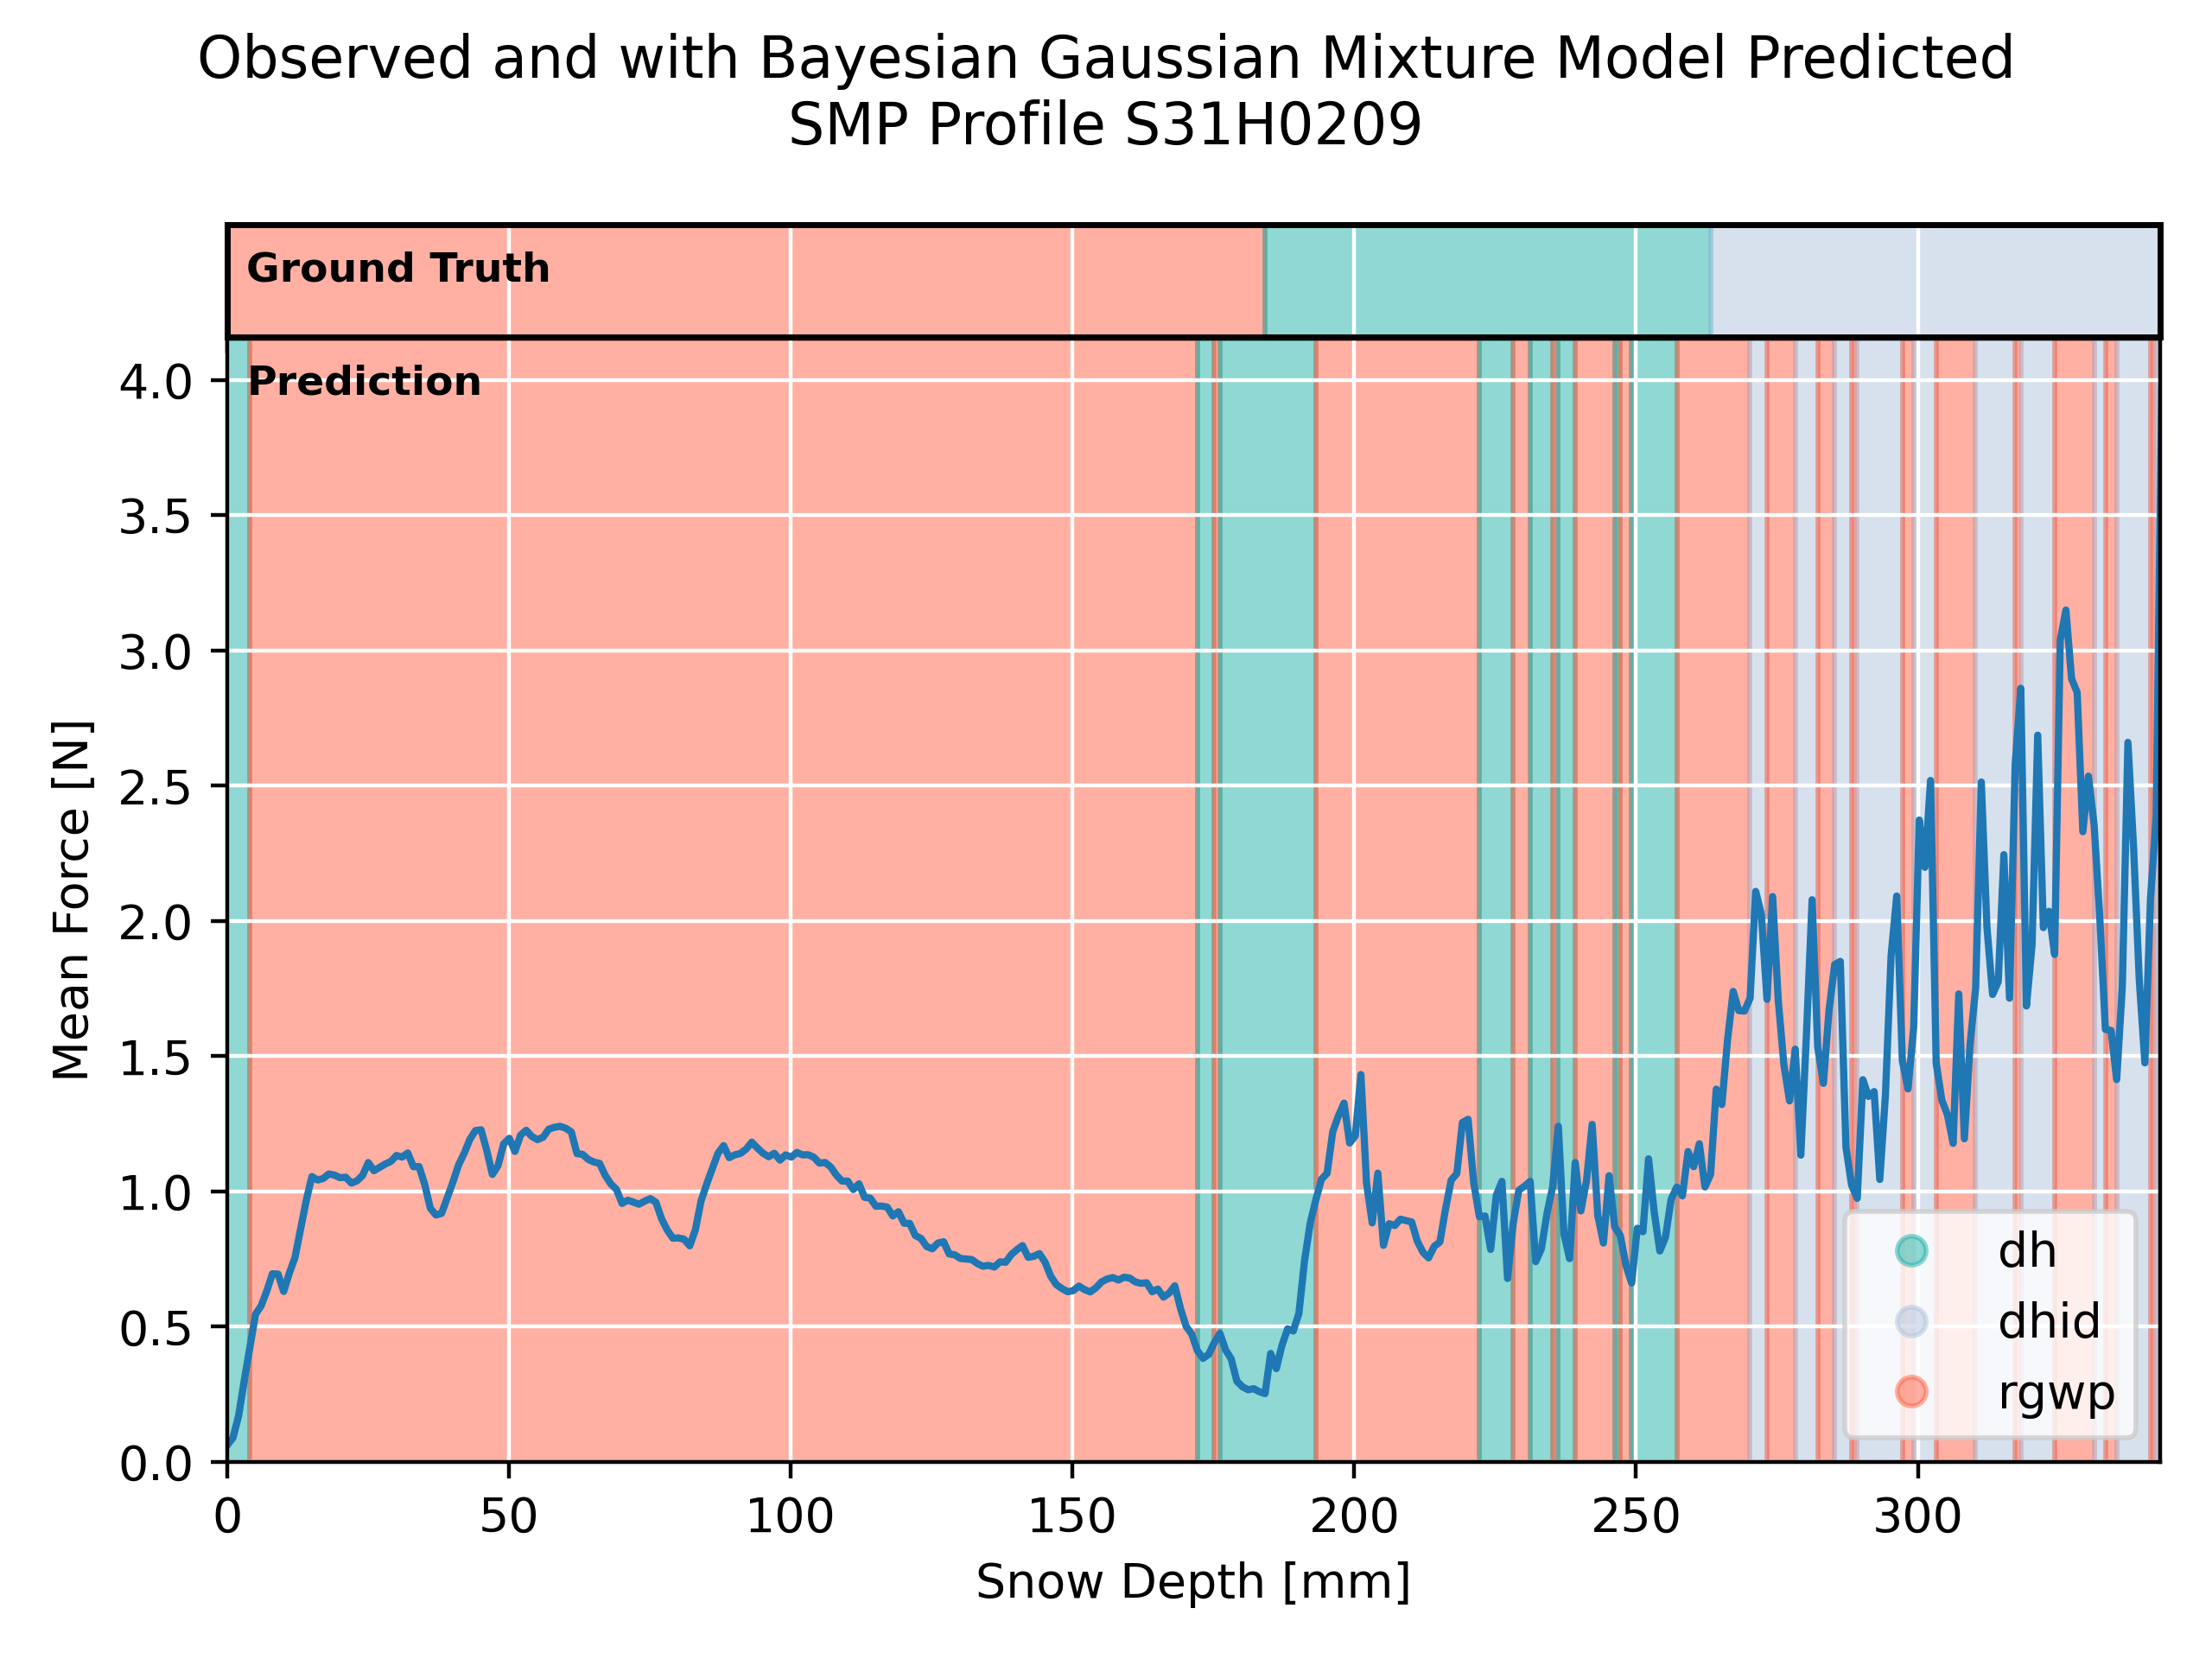 Observed and with Bayesian Gaussian Mixture Model Predicted
SMP Profile S31H0209
Ground Truth
Prediction
4.0
3.5
3.0
2.5
2.0
1.5
1.0
0.5
0.0
Mean Force [N]
dh
dhid
rgwp
0 50 100 150 200 250 300
Snow Depth [mm]